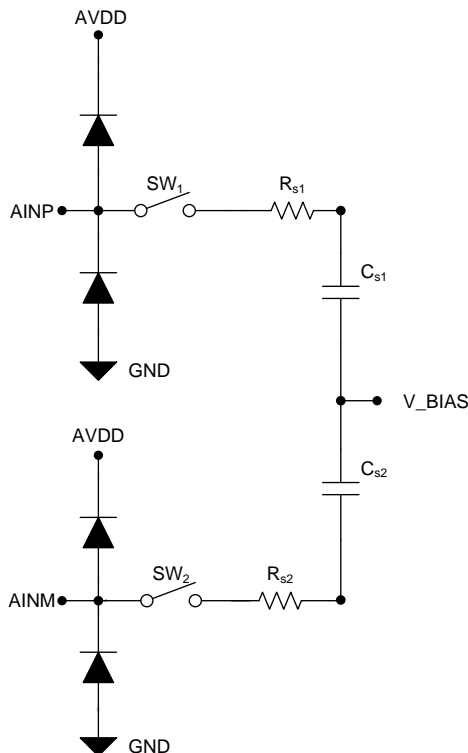 AVDD
SW1
Rs1
AINP
Cs1
GND
V_BIAS
AVDD
Cs2
SW2
Rs2
AINM
GND